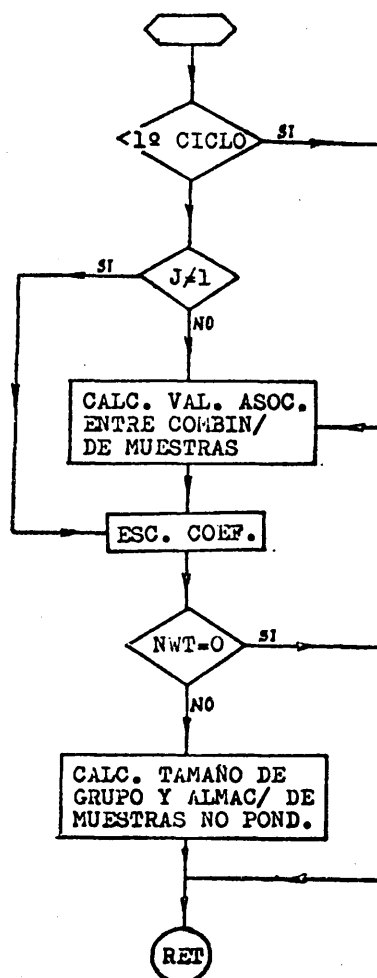 <1º CICLO
SI
J≠1
SI
NO
CALC. VAL. ASOC.
ENTRE COMBIN/
DE MUESTRAS
ESC. COEF.
NWT=O
SI
NO
CALC. TAMAÑO DE
GRUPO Y ALMAC/ DE
MUESTRAS NO POND.
RET